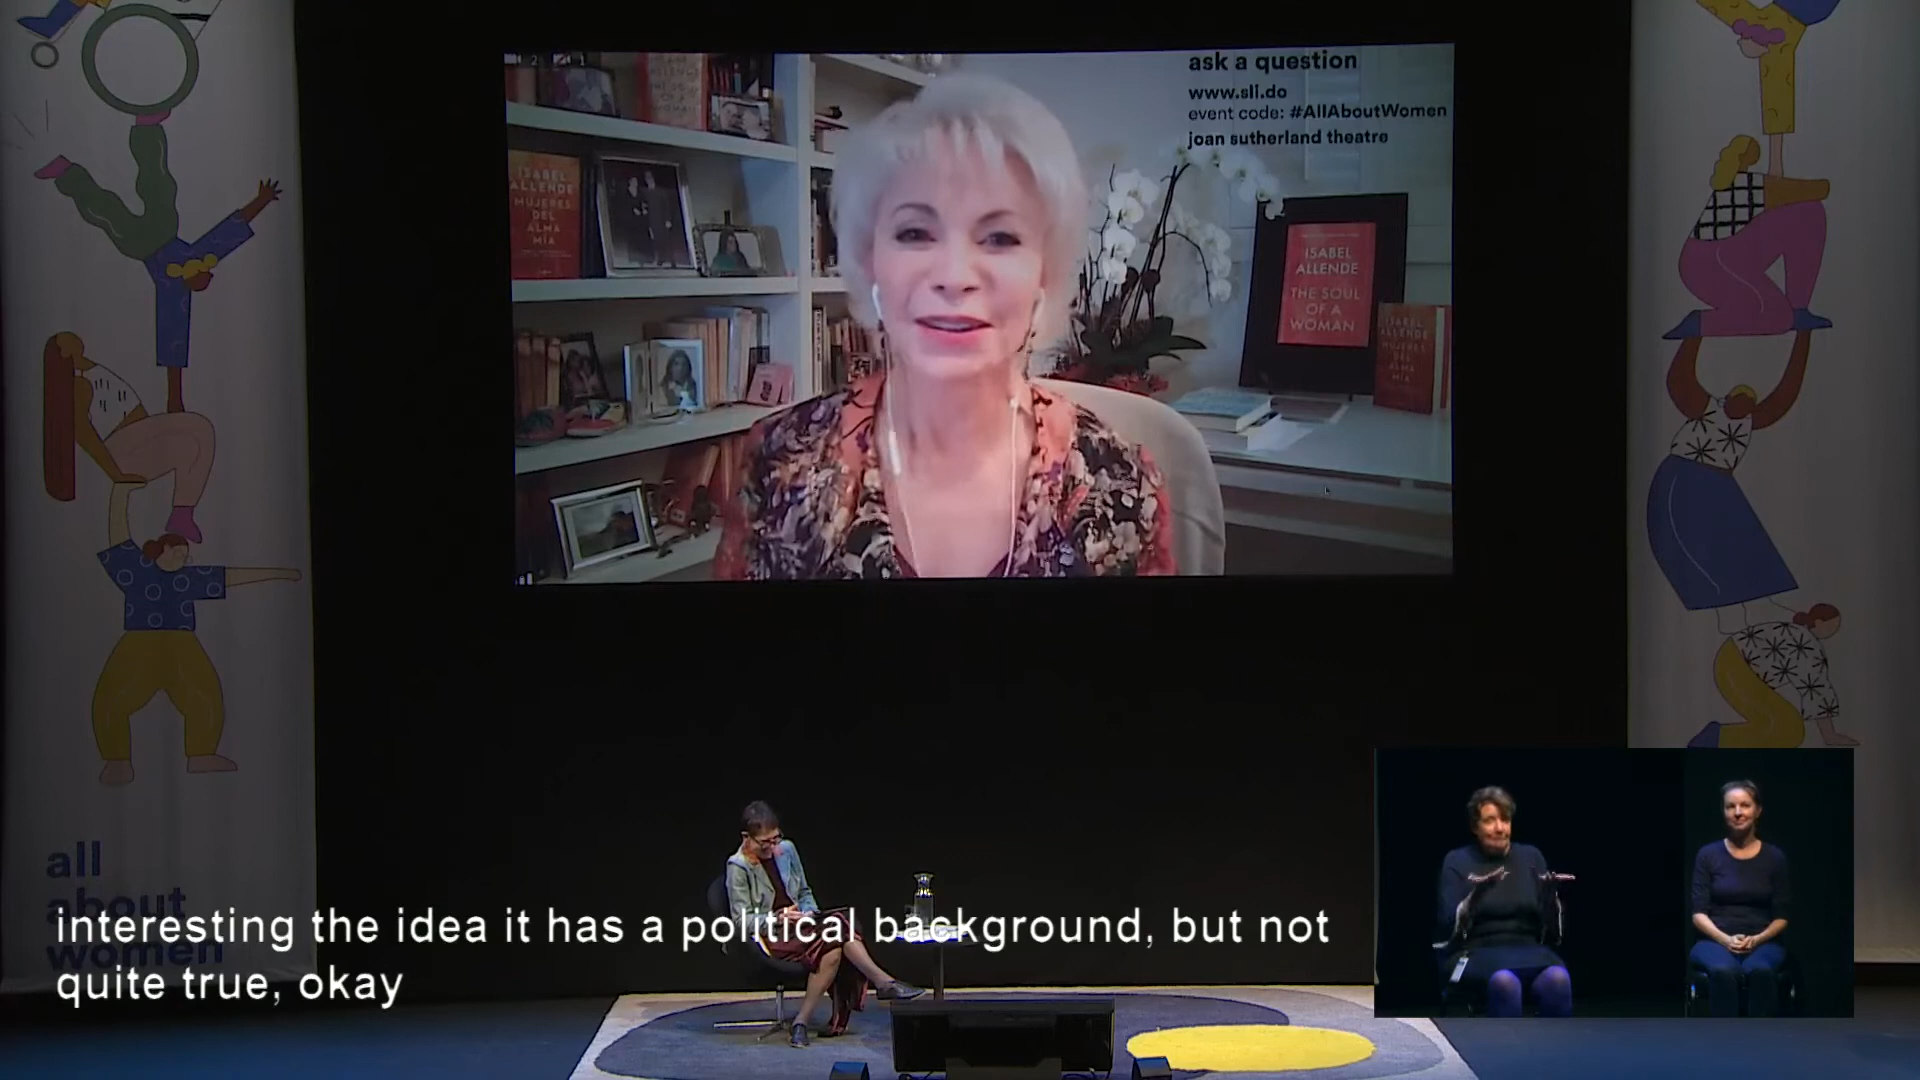 ask a question
www.sli.do
event code: #AllAboutWomen
joan sutherland theatre
ISABEL
ALLENDE
MUJERES
DEL
ALMA
MÍA
ISABEL
ALLENDE
THE SOUL
OF A
WOMAN
ISABEL
ALLENDE
MUJERES
DEL
ALMA
MÍA
all
about
women
interesting the idea it has a political background, but not
quite true, okay